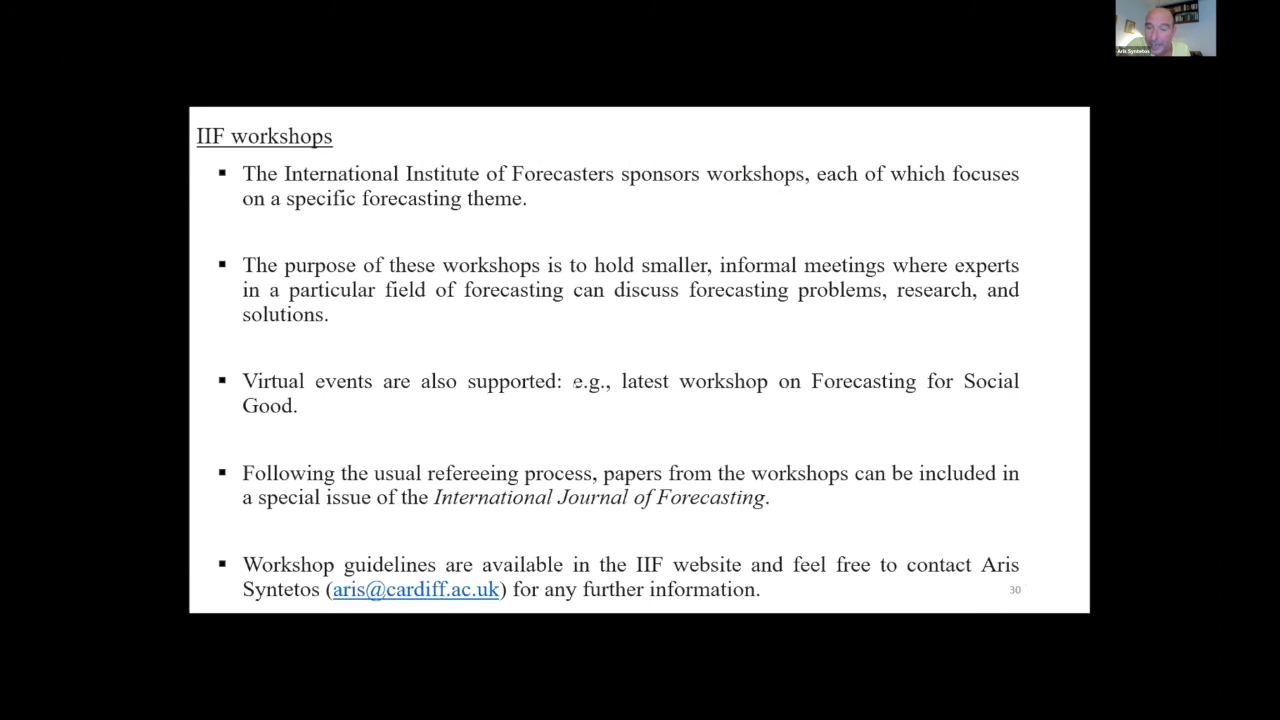 Aris Syntetos
IIF workshops
▪ The International Institute of Forecasters sponsors workshops, each of which focuses
on a specific forecasting theme.
▪ The purpose of these workshops is to hold smaller, informal meetings where experts
in a particular field of forecasting can discuss forecasting problems, research, and
solutions.
▪ Virtual events are also supported: e.g., latest workshop on Forecasting for Social
Good.
▪ Following the usual refereeing process, papers from the workshops can be included in
a special issue of the International Journal of Forecasting.
▪ Workshop guidelines are available in the IIF website and feel free to contact Aris
Syntetos (aris@cardiff.ac.uk) for any further information.
30